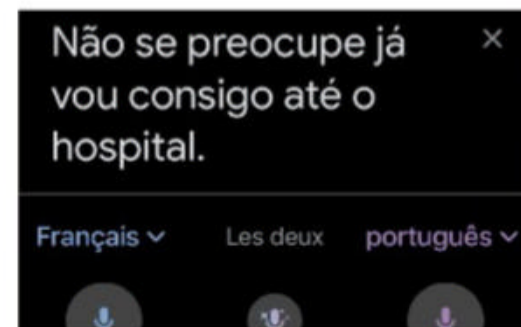 Não se preocupe já
vou consigo até o
hospital.
Français Les deux português